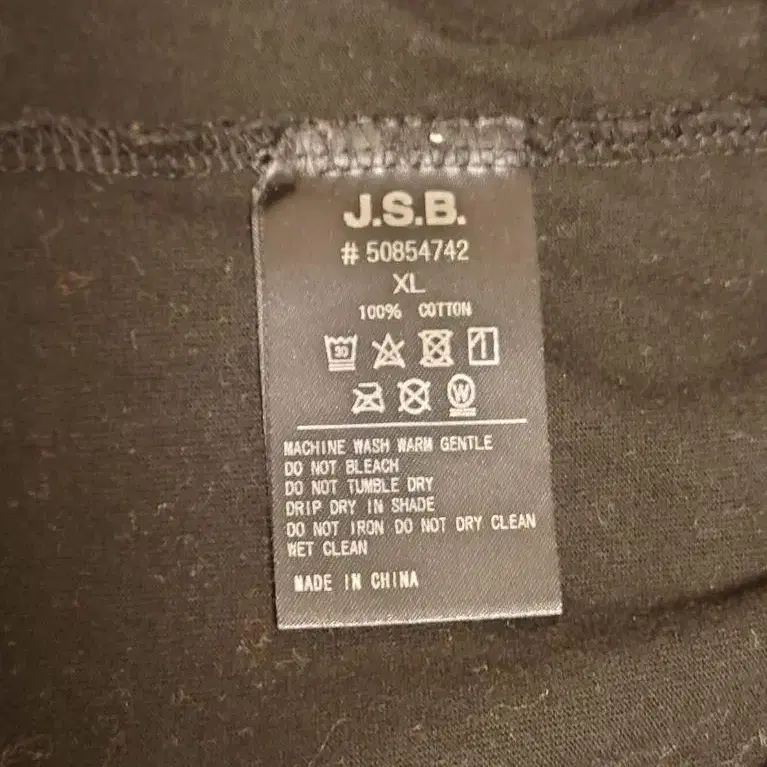 J.S.B.
# 50854742
XL
100% COTTON
30
W
MACHINE WASH WARM GENTLE
DO NOT BLEACH
DO NOT TUMBLE DRY
DRIP DRY IN SHADE
DO NOT IRON DO NOT DRY CLEAN
WET CLEAN
MADE IN CHINA